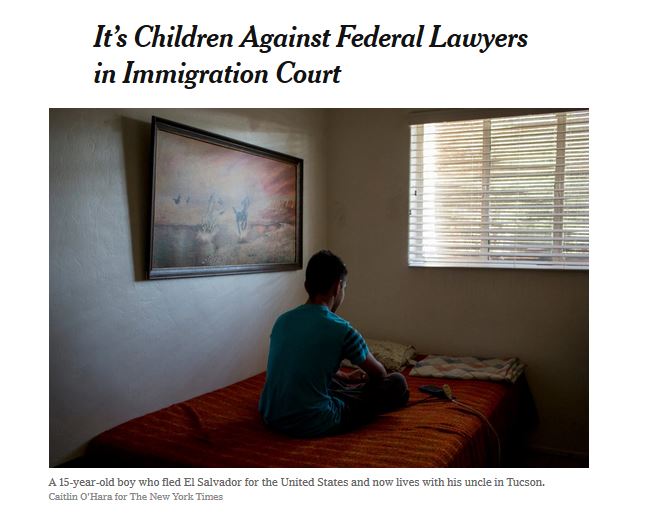 It’s Children Against Federal Lawyers
in Immigration Court
A 15-year-old boy who fled El Salvador for the United States and now lives with his uncle in Tucson.
Caitlin O’Hara for The New York Times